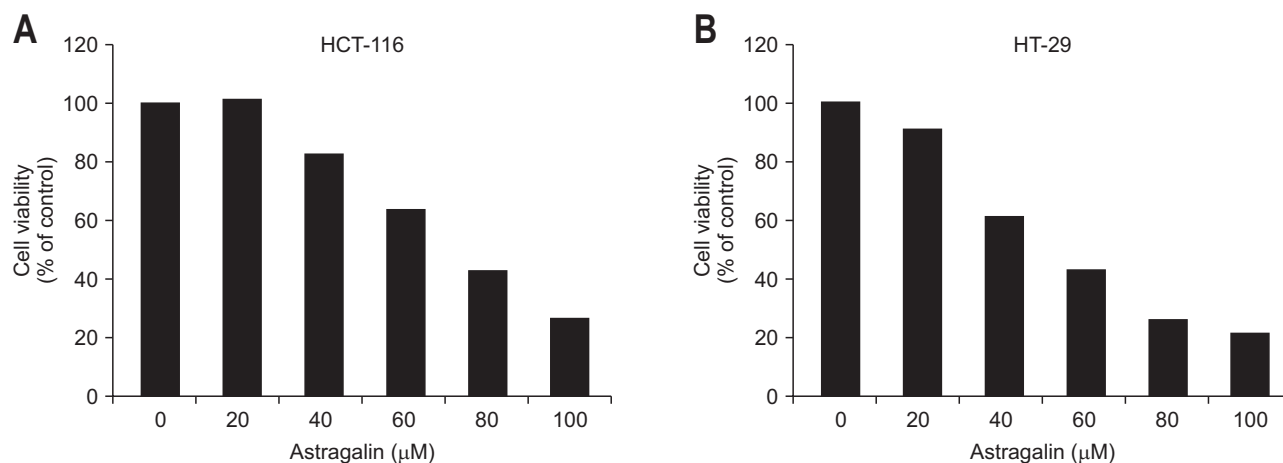 A
HCT-116
Cell viability
(% of control)
120
100
80
60
40
20
0
0 20 40 60 80 100
Astragalin (μM)
B
HT-29
Cell viability
(% of control)
120
100
80
60
40
20
0
0 20 40 60 80 100
Astragalin (μM)